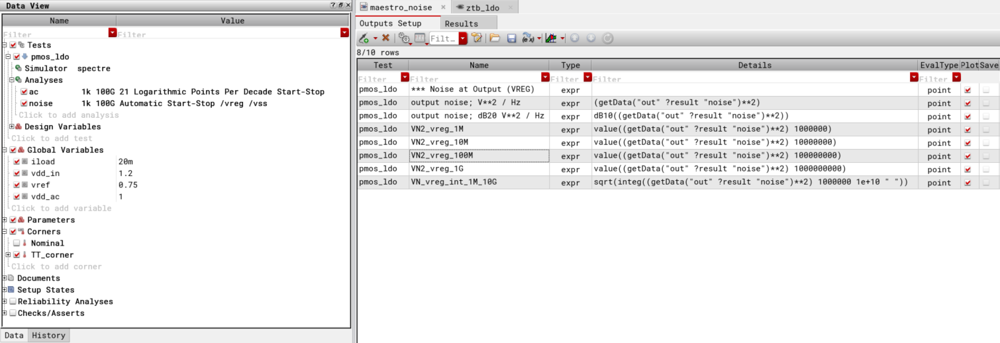 Data View
Name Value
Filter Filter
Tests
pmos_ldo
Simulator spectre
Analyses
ac 1k 100G 21 Logarithmic Points Per Decade Start-Stop
noise 1k 100G Automatic Start-Stop /vreg /vss
Click to add analysis
Design Variables
Click to add test
Global Variables
iload 20m
vdd_in 1.2
vref 0.75
vdd_ac 1
Click to add variable
Parameters
Corners
Nominal
TT_corner
Click to add corner
Documents
Setup States
Reliability Analyses
Checks/Asserts
Data History
maestro_noise ztb_ldo
Outputs Setup Results
Filt...
8/10 rows
Test Name Type Details EvalType Plot Save
Filter Filter Filter Filter Filter
pmos_ldo *** Noise at Output (VREG) expr point
pmos_ldo output noise; V**2 / Hz expr (getData("out" ?result "noise")**2) point
pmos_ldo output noise; dB20 V**2 / Hz expr dB10((getData("out" ?result "noise")**2)) point
pmos_ldo VN2_vreg_1M expr value((getData("out" ?result "noise")**2) 1000000) point
pmos_ldo VN2_vreg_10M expr value((getData("out" ?result "noise")**2) 10000000) point
pmos_ldo VN2_vreg_100M expr value((getData("out" ?result "noise")**2) 100000000) point
pmos_ldo VN2_vreg_1G expr value((getData("out" ?result "noise")**2) 1000000000) point
pmos_ldo VN_vreg_int_1M_10G expr sqrt(integ((getData("out" ?result "noise")**2) 1000000 1e+10 " ")) point